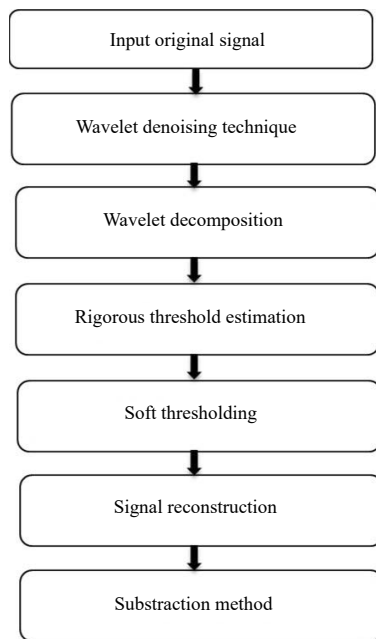 Input original signal
Wavelet denoising technique
Wavelet decomposition
Rigorous threshold estimation
Soft thresholding
Signal reconstruction
Substraction method